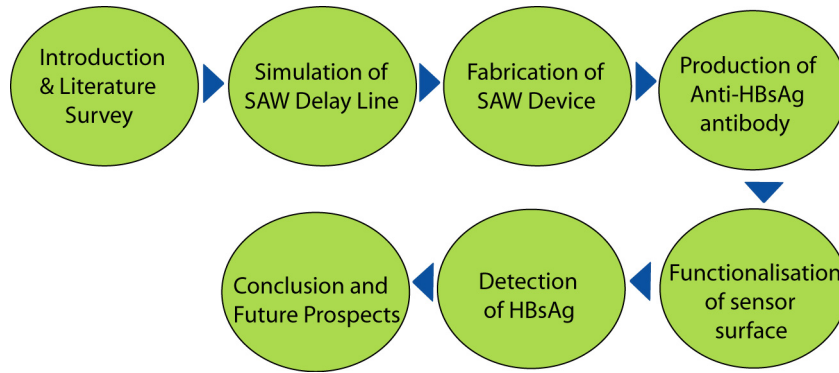 Introduction
& Literature
Survey
Simulation of
SAW Delay Line
Fabrication of
SAW Device
Production of
Anti-HBsAg
antibody
Functionalisation
of sensor
surface
Detection
of HBsAg
Conclusion and
Future Prospects